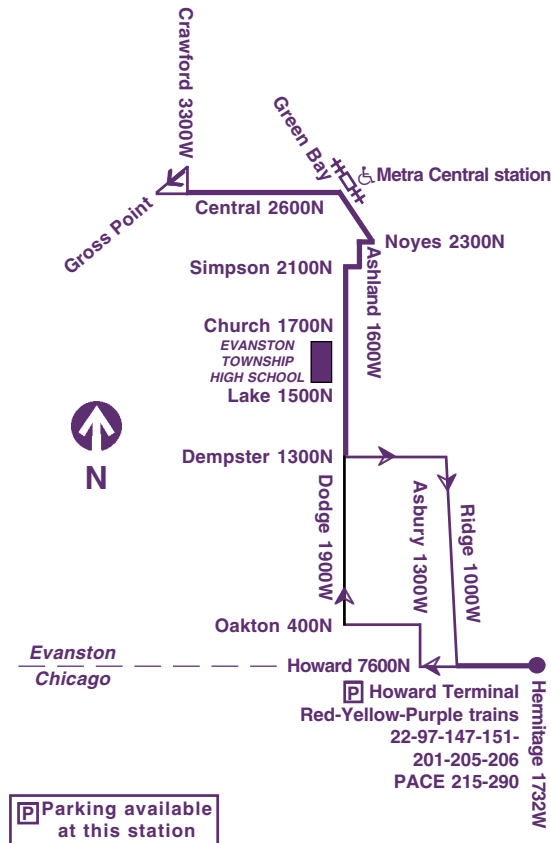 Crawford 3300W
Green Bay
Metra Central station
Gross Point
Central 2600N
Noyes 2300N
Simpson 2100N
Ashland 1600W
Church 1700N
EVANSTON
TOWNSHIP
HIGH SCHOOL
Lake 1500N
N
Dempster 1300N
Dodge 1900W
Asbury 1300W
Ridge 1000W
Oakton 400N
Evanston
Chicago
Howard 7600N
Hermitage 1732W
P Howard Terminal
Red-Yellow-Purple trains
22-97-147-151-
201-205-206
PACE 215-290
P Parking available
at this station